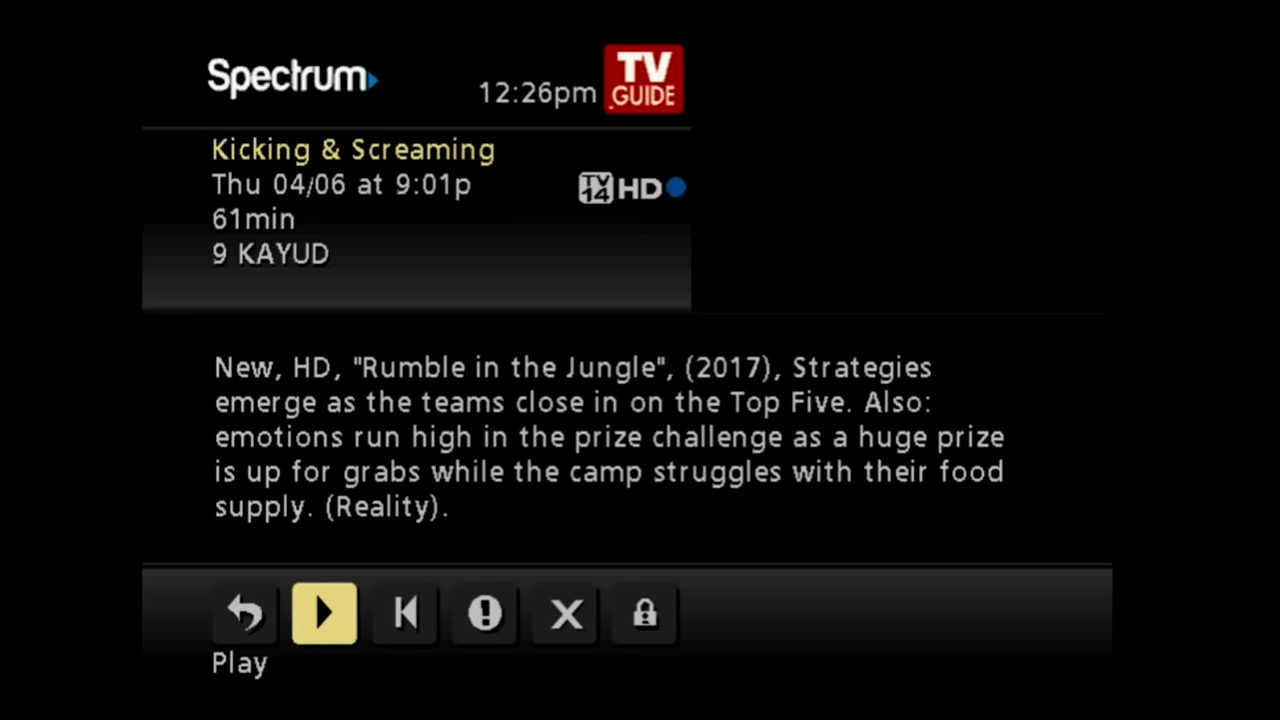 Spectrum
12:26pm
TV
GUIDE
Kicking & Screaming
Thu 04/06 at 9:01p
TV
14
HD
61min
9 KAYUD
New, HD, "Rumble in the Jungle", (2017), Strategies
emerge as the teams close in on the Top Five. Also:
emotions run high in the prize challenge as a huge prize
is up for grabs while the camp struggles with their food
supply. (Reality).
Play